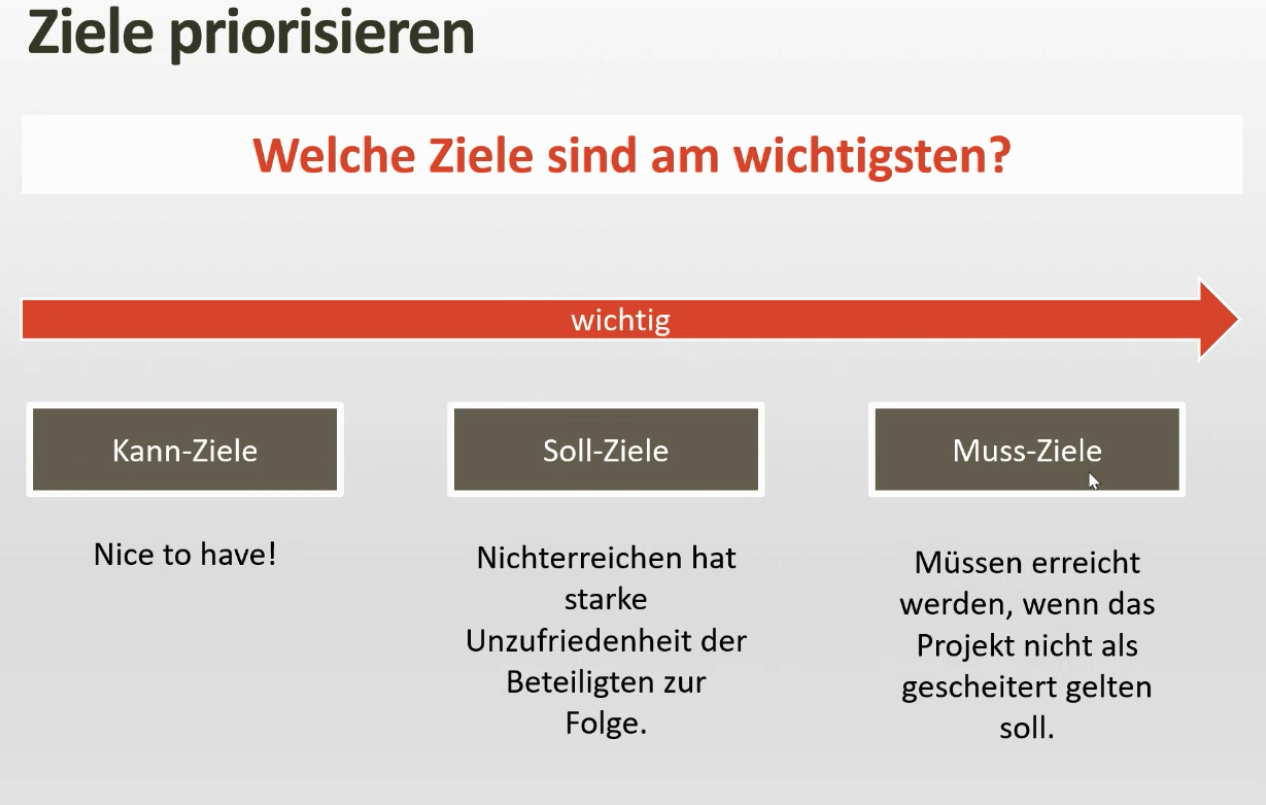 Ziele priorisieren
Welche Ziele sind am wichtigsten?
wichtig
Kann-Ziele
Soll-Ziele
Muss-Ziele
Nice to have!
Nichterreichen hat
starke
Unzufriedenheit der
Beteiligten zur
Folge.
Müssen erreicht
werden, wenn das
Projekt nicht als
gescheitert gelten
soll.